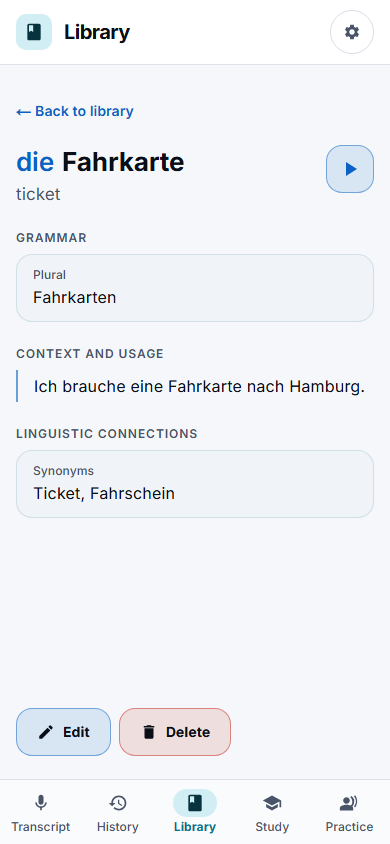 Library
← Back to library
die Fahrkarte
ticket
GRAMMAR
Plural
Fahrkarten
CONTEXT AND USAGE
Ich brauche eine Fahrkarte nach Hamburg.
LINGUISTIC CONNECTIONS
Synonyms
Ticket, Fahrschein
Edit Delete
Transcript History Library Study Practice